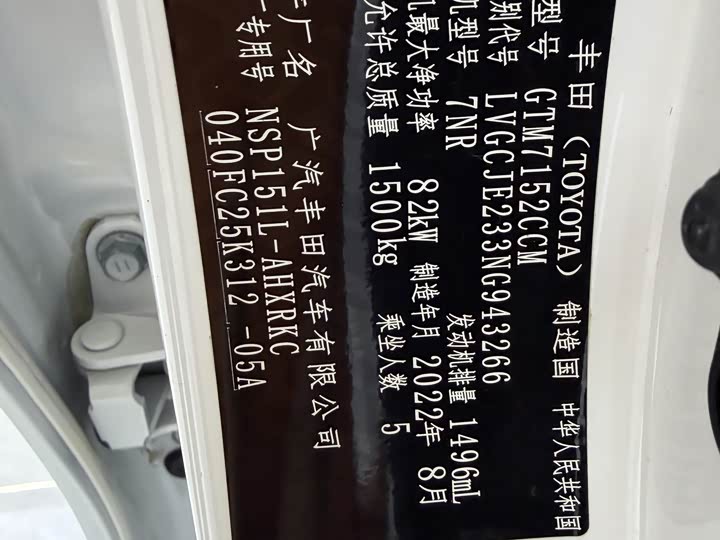 丰田(TOYOTA) 制造国 中华人民共和国
型号 GTM7152CCM
别代号 LVGCJE233NG943266
机型号 7NR 发动机排量 1496mL
机最大净功率 82kW 制造年月 2022年 8月
允许总质量 1500kg 乘坐人数 5
厂名 广汽丰田汽车有限公司
厂专用号 NSP151L-AHXRKC
040FC25K312 -05A